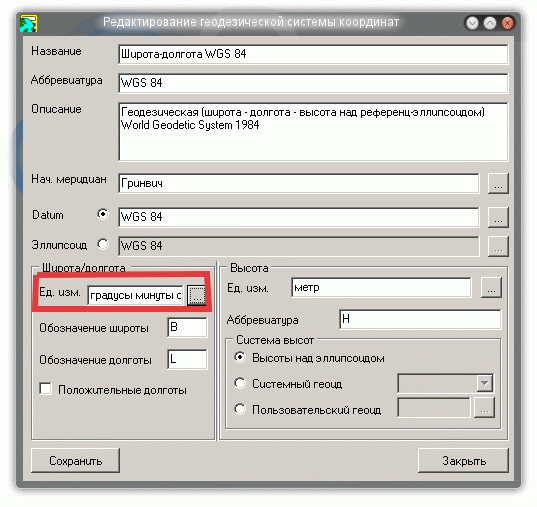 Редактирование геодезической системы координат
Название Широта-долгота WGS 84
Аббревиатура WGS 84
Описание Геодезическая (широта - долгота - высота над референц-эллипсоидом)
World Geodetic System 1984
Нач. меридиан Гринвич ...
Datum WGS 84 ...
Эллипсоид WGS 84 ...
Широта/долгота
Ед. изм. градусы минуты с ...
Обозначение широты B
Обозначение долготы L
Положительные долготы
Высота
Ед. изм. метр ...
Аббревиатура H
Система высот
Высоты над эллипсоидом
Системный геоид
Пользовательский геоид ...
Сохранить Закрыть